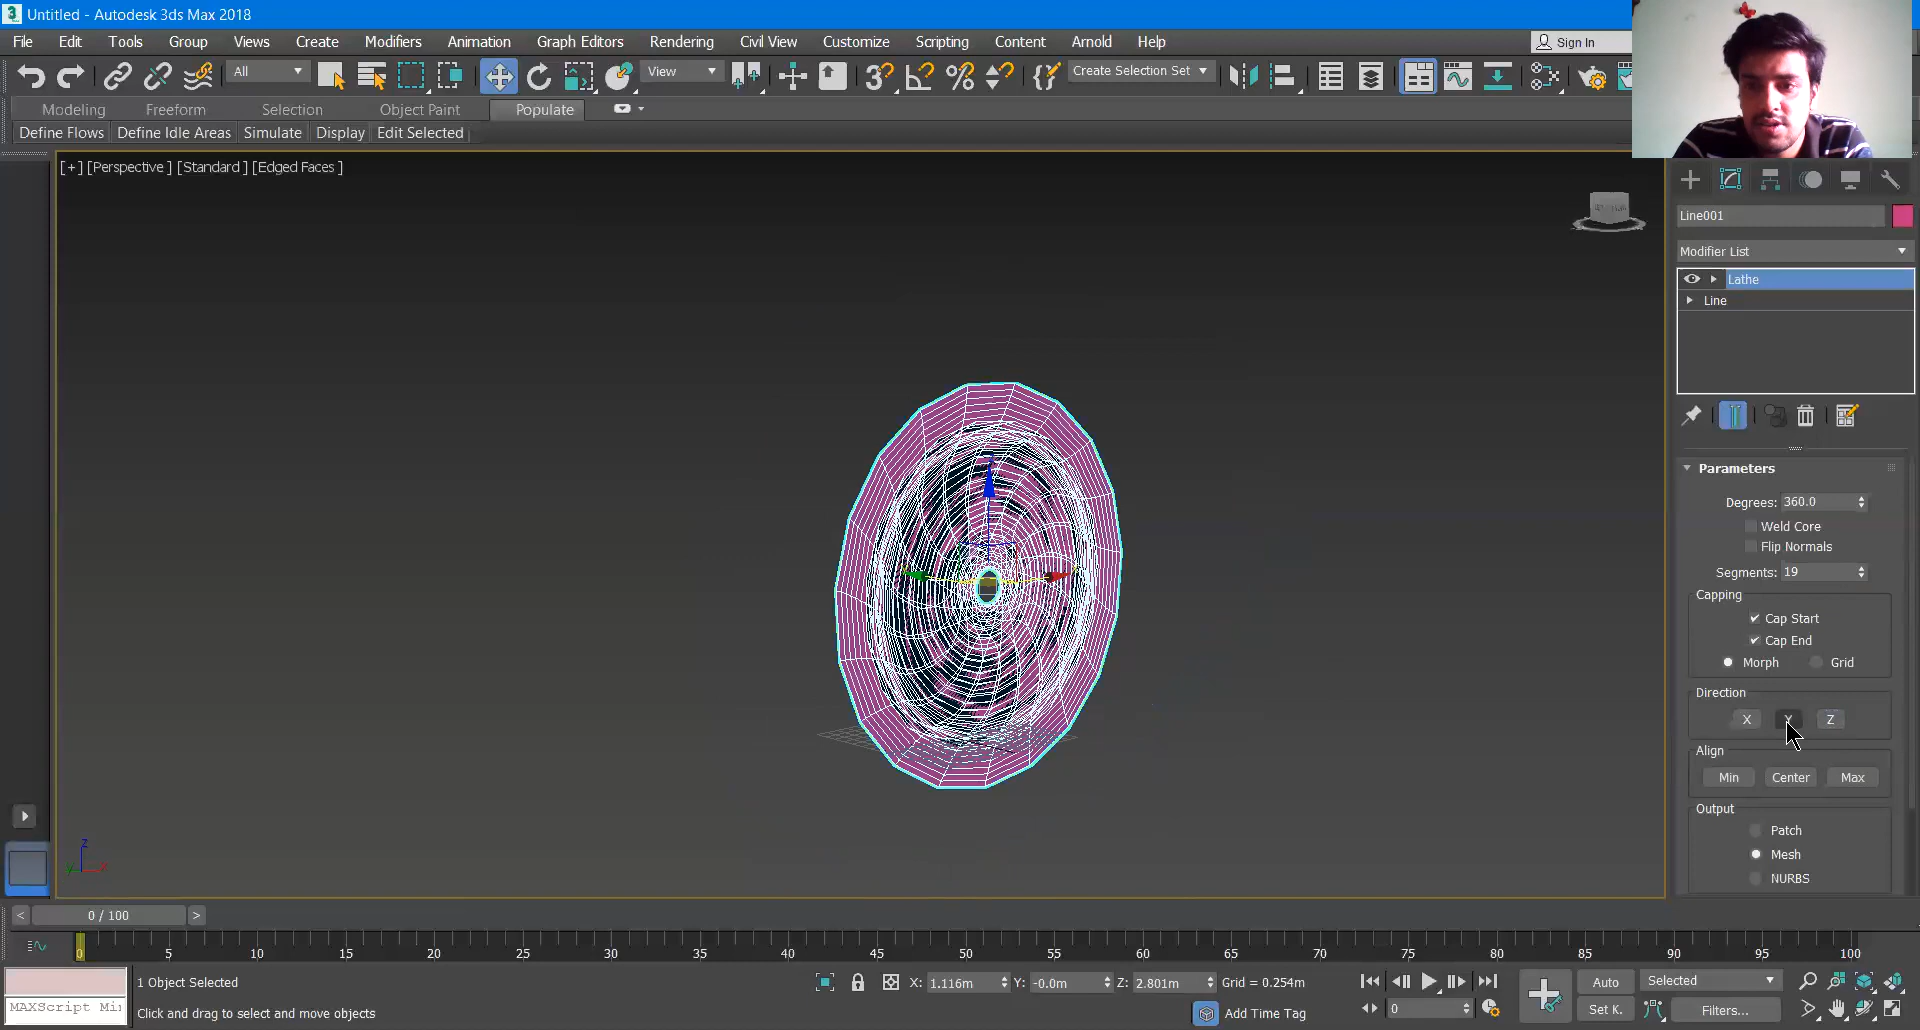 3
Untitled - Autodesk 3ds Max 2018
File Edit Tools Group Views Create Modifiers Animation Graph Editors Rendering Civil View Customize Scripting Content Arnold Help
Sign In
All
View
Create Selection Set
Modeling Freeform Selection Object Paint Populate
Define Flows Define Idle Areas Simulate Display Edit Selected
[+] [Perspective ] [Standard ] [Edged Faces ]
Line001
Modifier List
Lathe
Line
Parameters
Degrees: 360.0
Weld Core
Flip Normals
Segments: 19
Capping
Cap Start
Cap End
Morph Grid
Direction
X Y Z
Align
Min Center Max
Output
Patch
Mesh
NURBS
z
y x
< 0 / 100 >
0 5 10 15 20 25 30 35 40 45 50 55 60 65 70 75 80 85 90 95 100
1 Object Selected
X: 1.116m Y: -0.0m Z: 2.801m Grid = 0.254m
Auto Selected
MAXScript Mi
Click and drag to select and move objects
Add Time Tag
0
Set K. Filters...